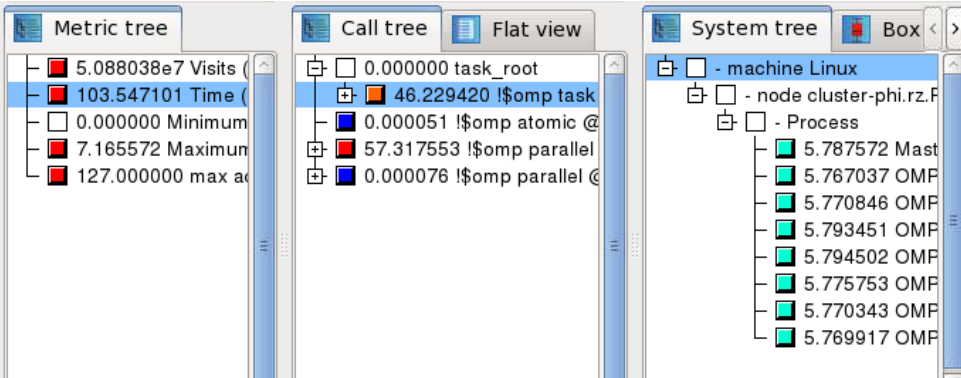 Metric tree
5.088038e7 Visits (
103.547101 Time (
0.000000 Minimum
7.165572 Maximum
127.000000 max
Call tree
Flat view
0.000000 task_root
46.229420 !$omp task
0.000051 !$omp atomic @
57.317553 !$omp parallel
0.000076 !$omp parallel @
System tree
Box
- machine Linux
- node cluster-phi.rz.
- Process
5.787572 Mast
5.767037 OMP
5.770846 OMP
5.793451 OMP
5.794502 OMP
5.775753 OMP
5.770343 OMP
5.769917 OMP